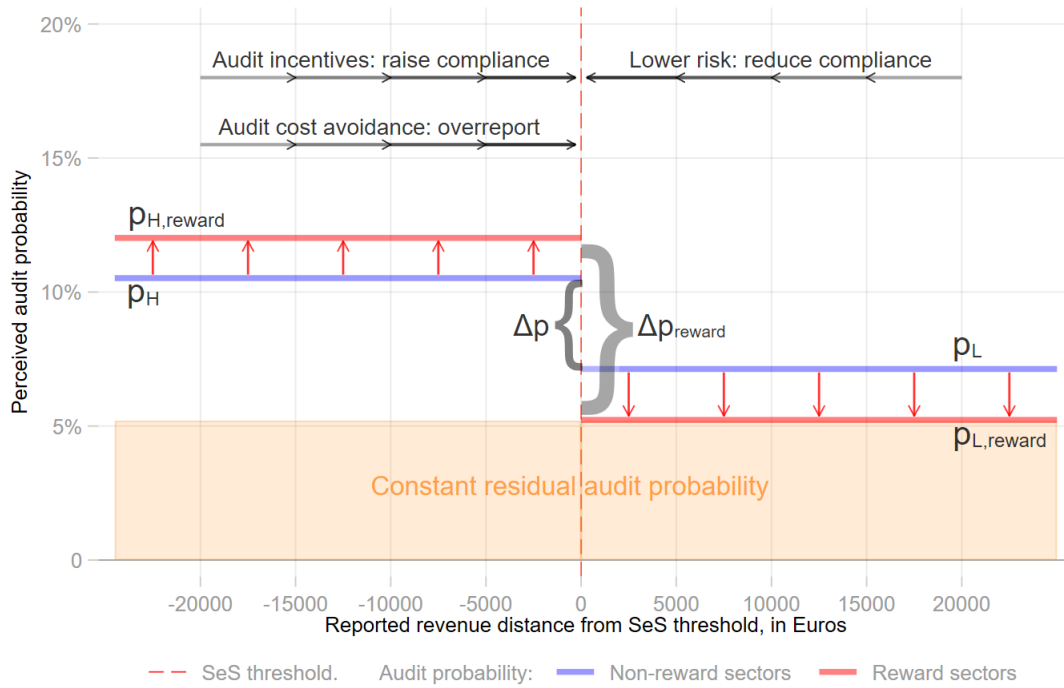 20%
Audit incentives: raise compliance
Lower risk: reduce compliance
Audit cost avoidance: overreport
15%
pH,reward
10%
pH
Δp
Δpreward
pL
5%
pL,reward
Constant residual audit probability
0
Perceived audit probability
-20000 -15000 -10000 -5000 0 5000 10000 15000 20000
Reported revenue distance from SeS threshold, in Euros
SeS threshold. Audit probability: Non-reward sectors Reward sectors